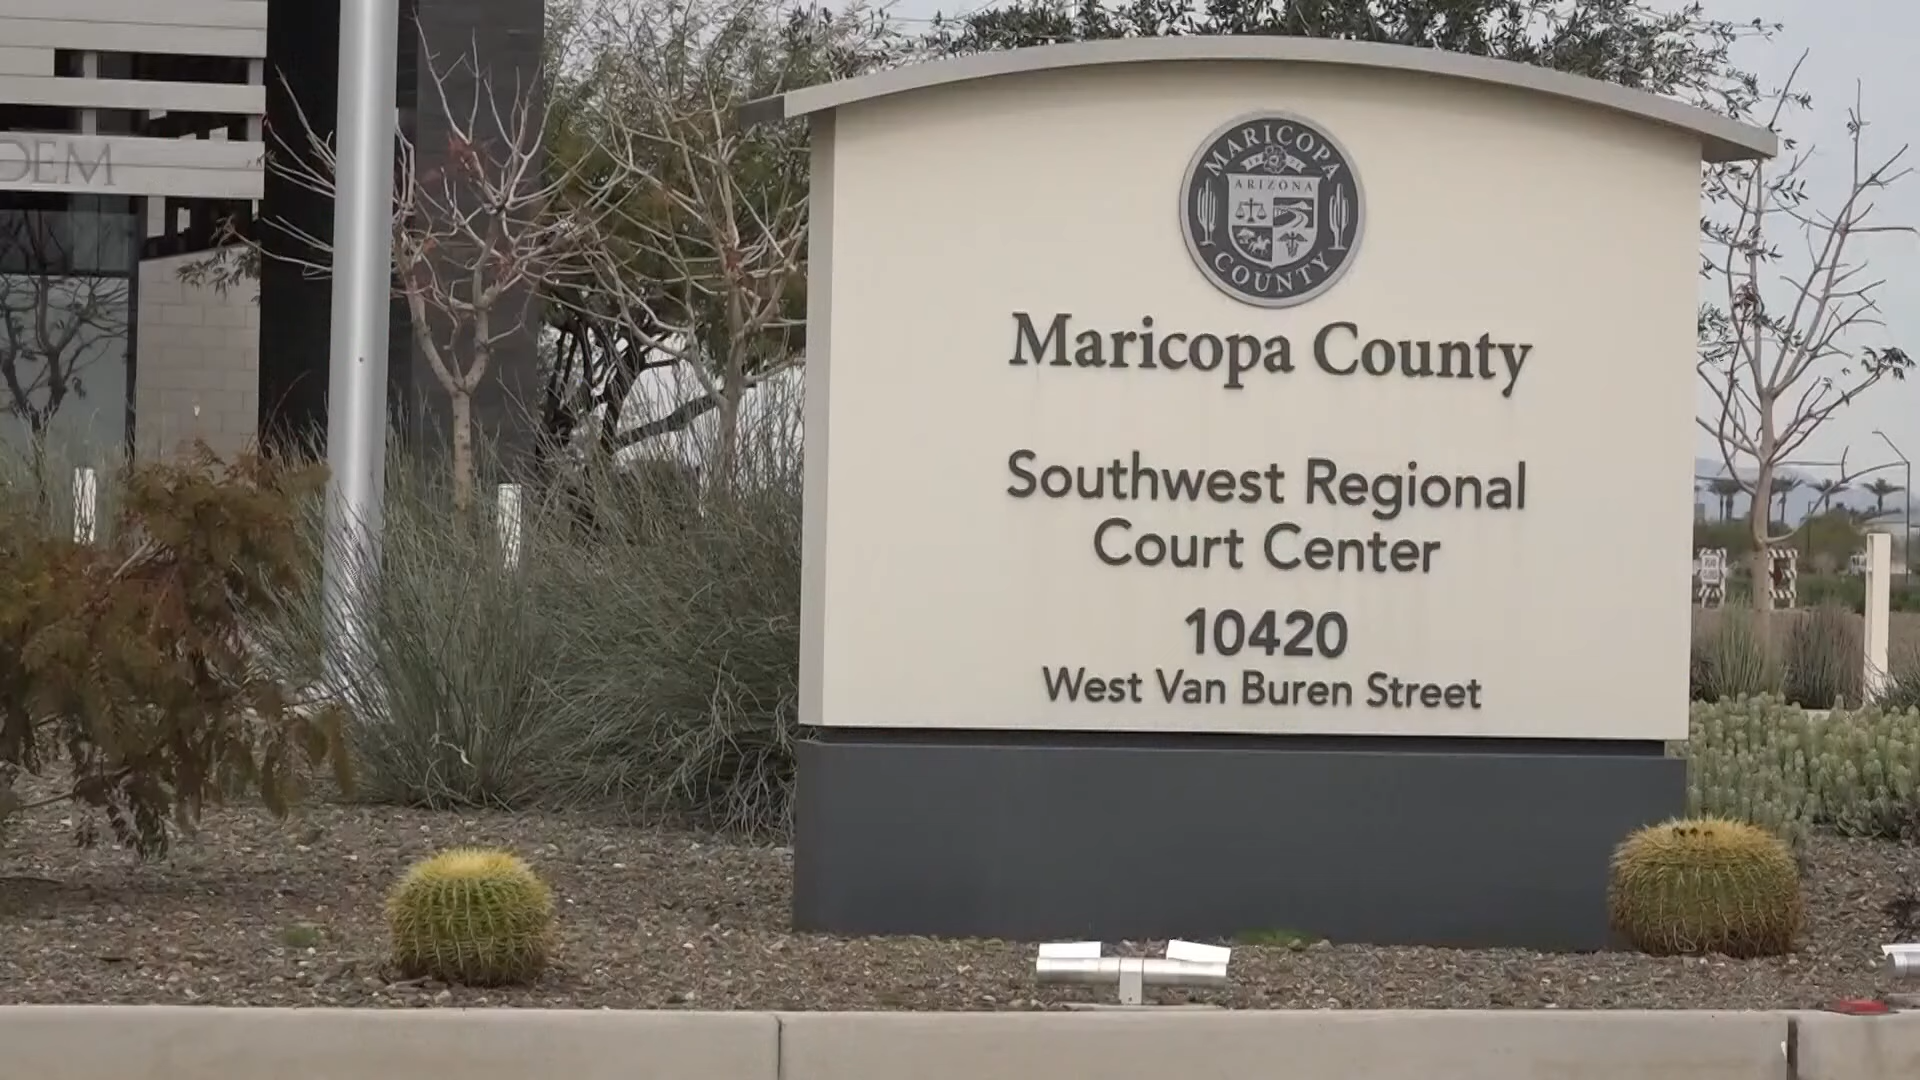 DEM
MARICOPA
ARIZONA
COUNTY
Maricopa County
Southwest Regional
Court Center
10420
West Van Buren Street